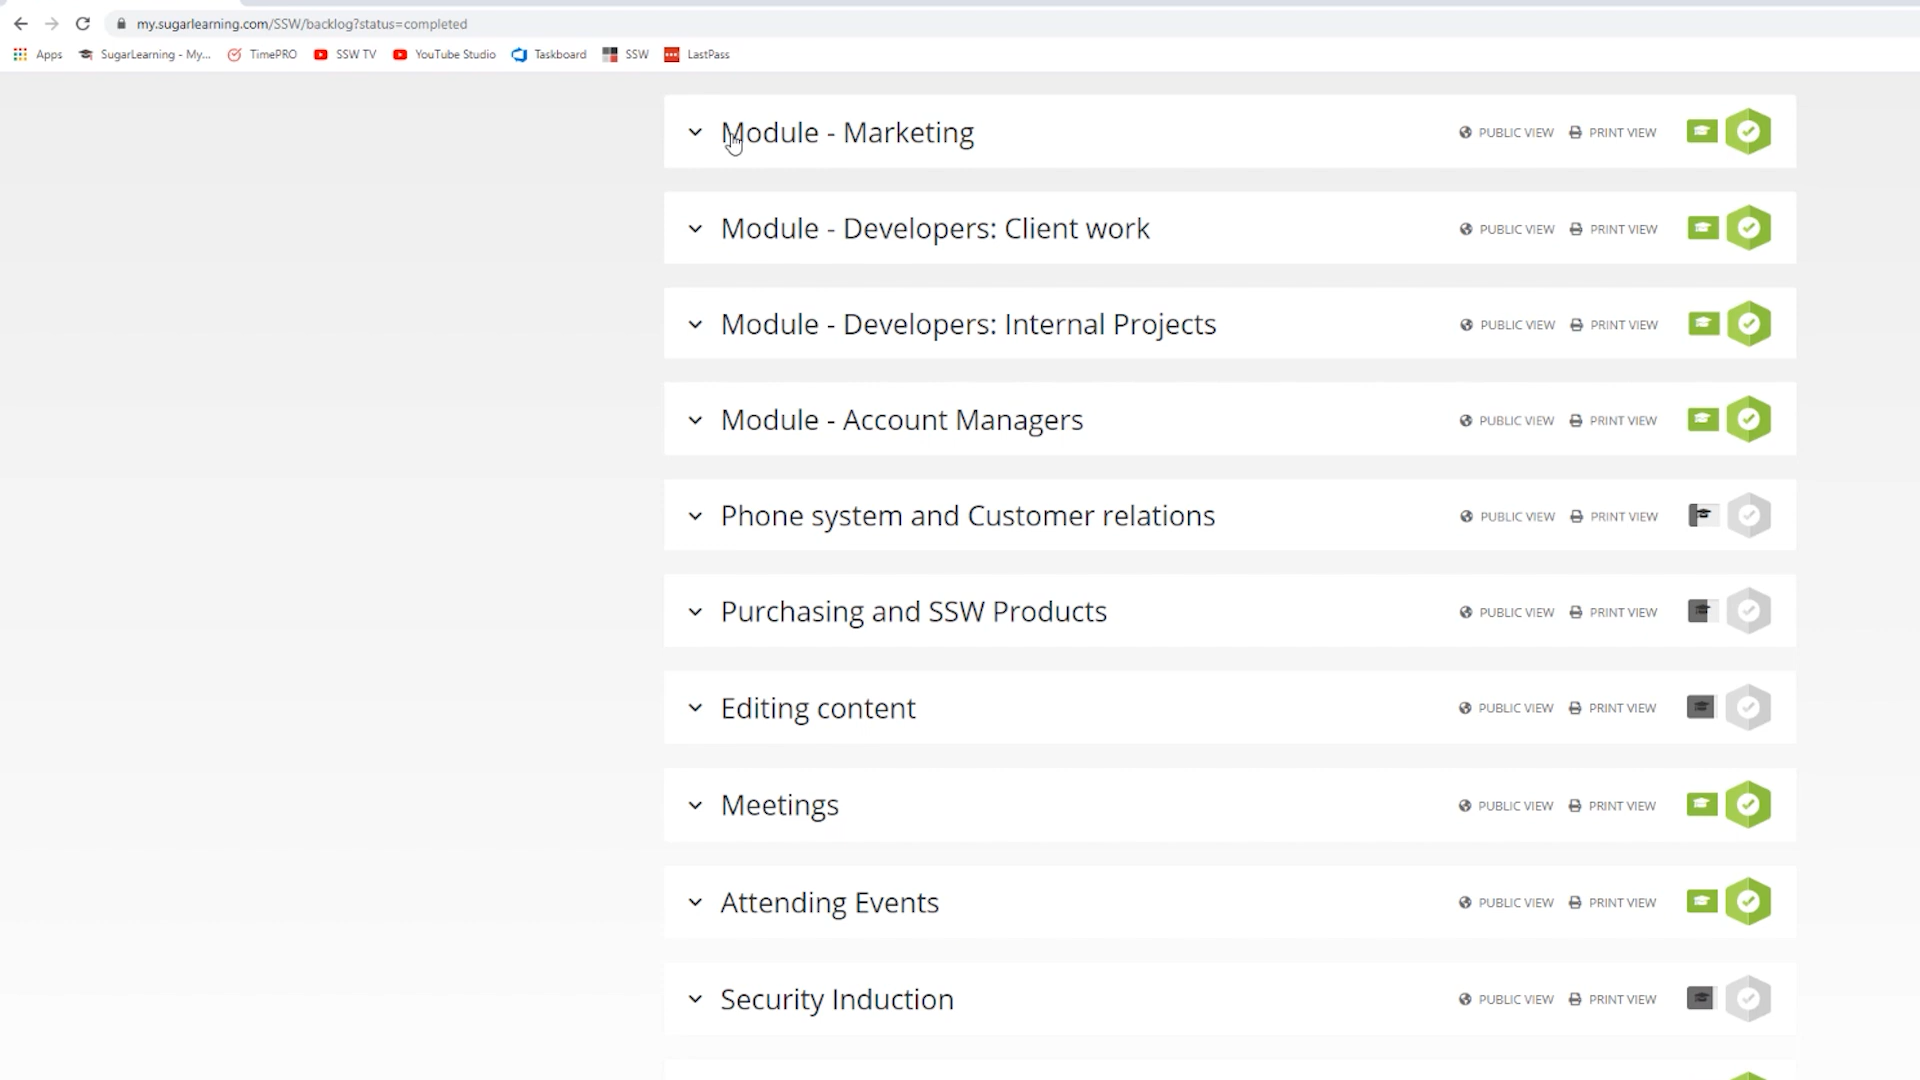 my.sugarlearning.com/SSW/backlog?status=completed
Apps SugarLearning - My... TimePRO SSW TV YouTube Studio Taskboard SSW LastPass
Module - Marketing PUBLIC VIEW PRINT VIEW
Module - Developers: Client work PUBLIC VIEW PRINT VIEW
Module - Developers: Internal Projects PUBLIC VIEW PRINT VIEW
Module - Account Managers PUBLIC VIEW PRINT VIEW
Phone system and Customer relations PUBLIC VIEW PRINT VIEW
Purchasing and SSW Products PUBLIC VIEW PRINT VIEW
Editing content PUBLIC VIEW PRINT VIEW
Meetings PUBLIC VIEW PRINT VIEW
Attending Events PUBLIC VIEW PRINT VIEW
Security Induction PUBLIC VIEW PRINT VIEW